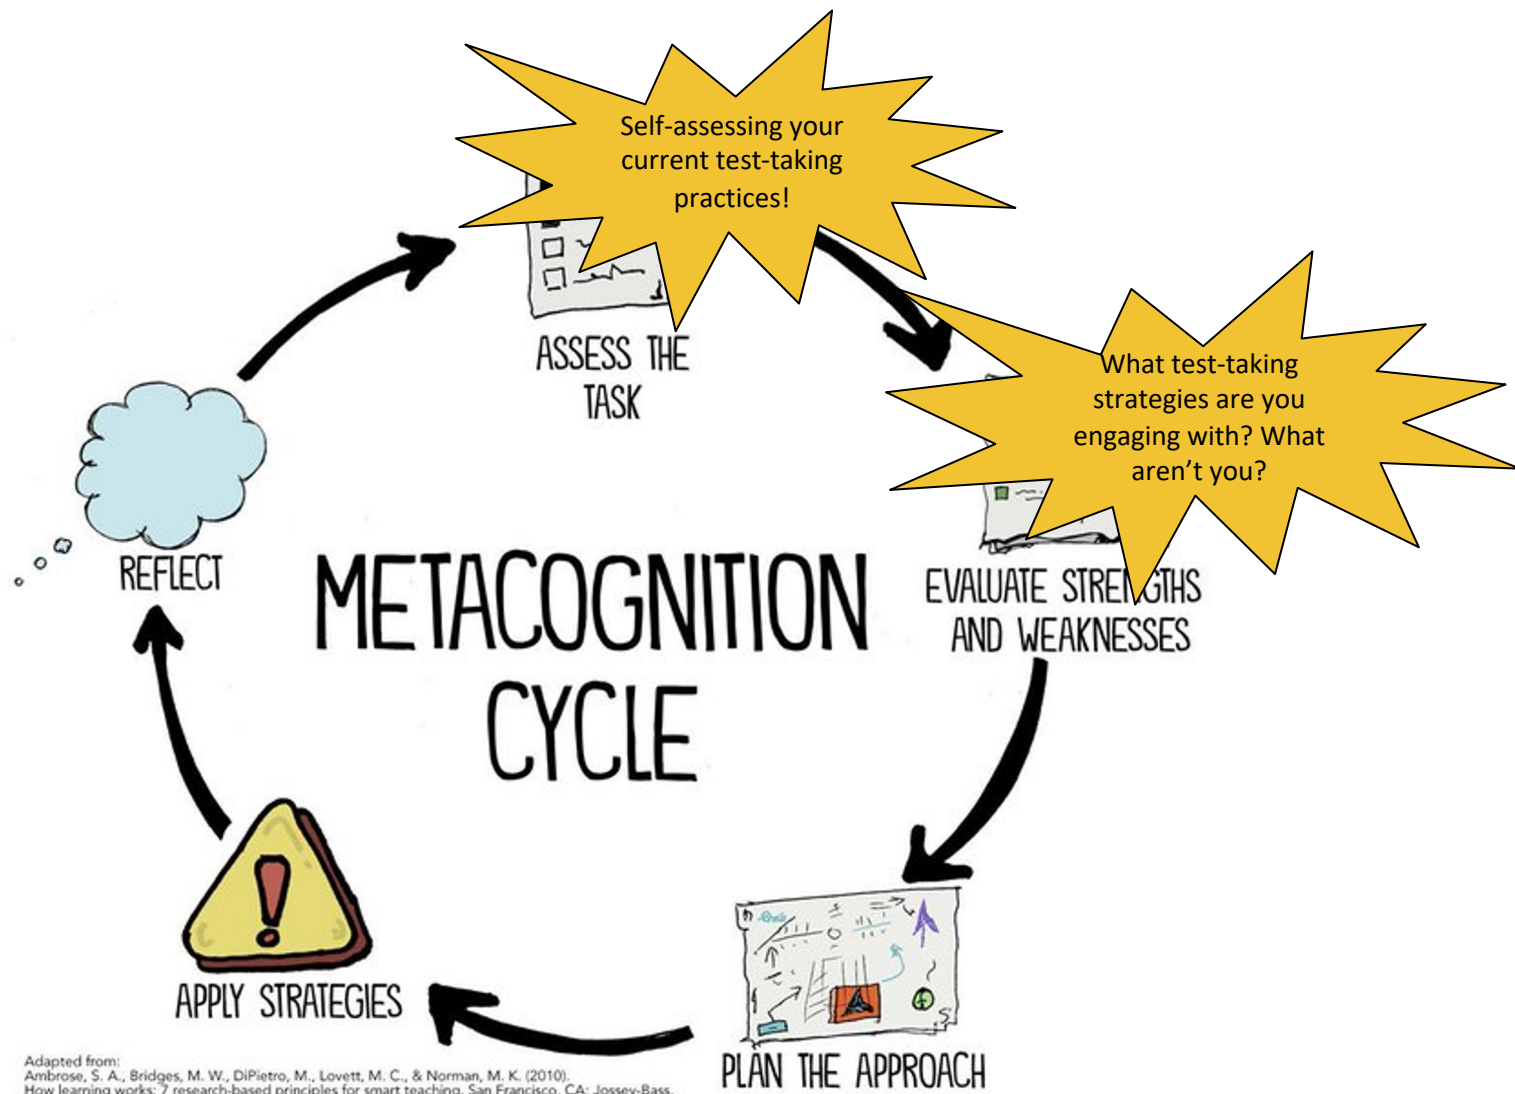 Self-assessing your
current test-taking
practices!
ASSESS THE
TASK
What test-taking
strategies are you
engaging with? What
aren’t you?
EVALUATE STRENGTHS
AND WEAKNESSES
REFLECT
METACOGNITION
CYCLE
APPLY STRATEGIES
PLAN THE APPROACH
Adapted from:
Ambrose, S. A., Bridges, M. W., DiPietro, M., Lovett, M. C., & Norman, M. K. (2010).
How learning works: 7 research-based principles for smart teaching. San Francisco, CA: Jossey-Bass.